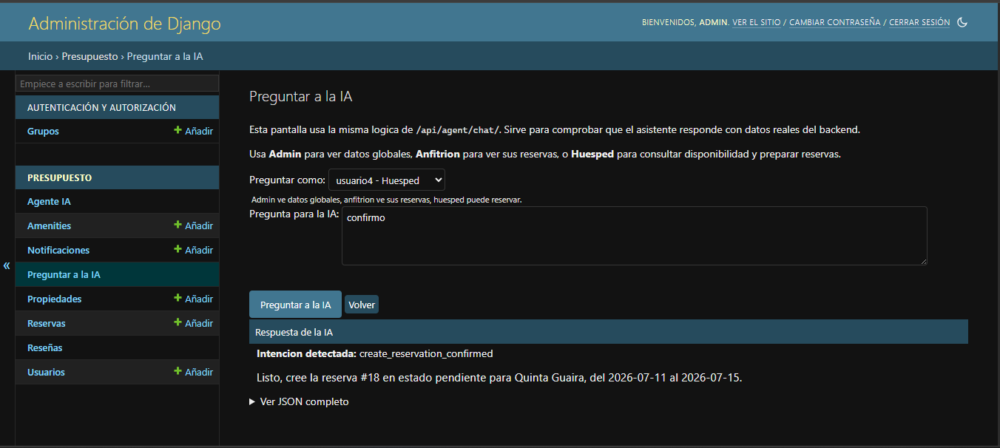 Administración de Django
BIENVENIDOS, ADMIN. VER EL SITIO / CAMBIAR CONTRASEÑA / CERRAR SESIÓN
Inicio › Presupuesto › Preguntar a la IA
Empiece a escribir para filtrar...
AUTENTICACIÓN Y AUTORIZACIÓN
Grupos + Añadir
PRESUPUESTO
Agente IA
Amenities + Añadir
Notificaciones + Añadir
«
Preguntar a la IA
Propiedades + Añadir
Reservas + Añadir
Reseñas
Usuarios + Añadir
Preguntar a la IA
Esta pantalla usa la misma logica de /api/agent/chat/. Sirve para comprobar que el asistente responde con datos reales del backend.
Usa Admin para ver datos globales, Anfitrion para ver sus reservas, o Huesped para consultar disponibilidad y preparar reservas.
Preguntar como: usuario4 - Huesped
Admin ve datos globales, anfitrion ve sus reservas, huesped puede reservar.
Pregunta para la IA: confirmo
Preguntar a la IA Volver
Respuesta de la IA
Intencion detectada: create_reservation_confirmed
Listo, cree la reserva #18 en estado pendiente para Quinta Guaira, del 2026-07-11 al 2026-07-15.
Ver JSON completo